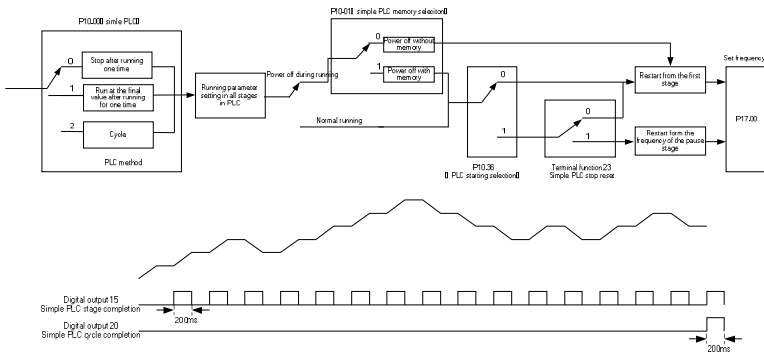 P10.00〖 simle PLC〗
0
Stop after running
one time
1
Run at the final
value after running
for one time
2
Cycle
PLC method
Running parameter
setting in all stages
in PLC
Power off during running
P10.01〖 simple PLC memory seleciton〗
0
Power off without
memory
1
Power off with
memory
Normal running
0
1
P10.36
〖 PLC starting selection〗
0
1
Terminal function 23
Simple PLC stop reset
Restart from the first
stage
Restart form the
frequency of the pause
stage
Set frequency
P17.00
Digital output 15
Simple PLC stage completion
200ms
Digital output 20
Simple PLC cycle completion
200ms